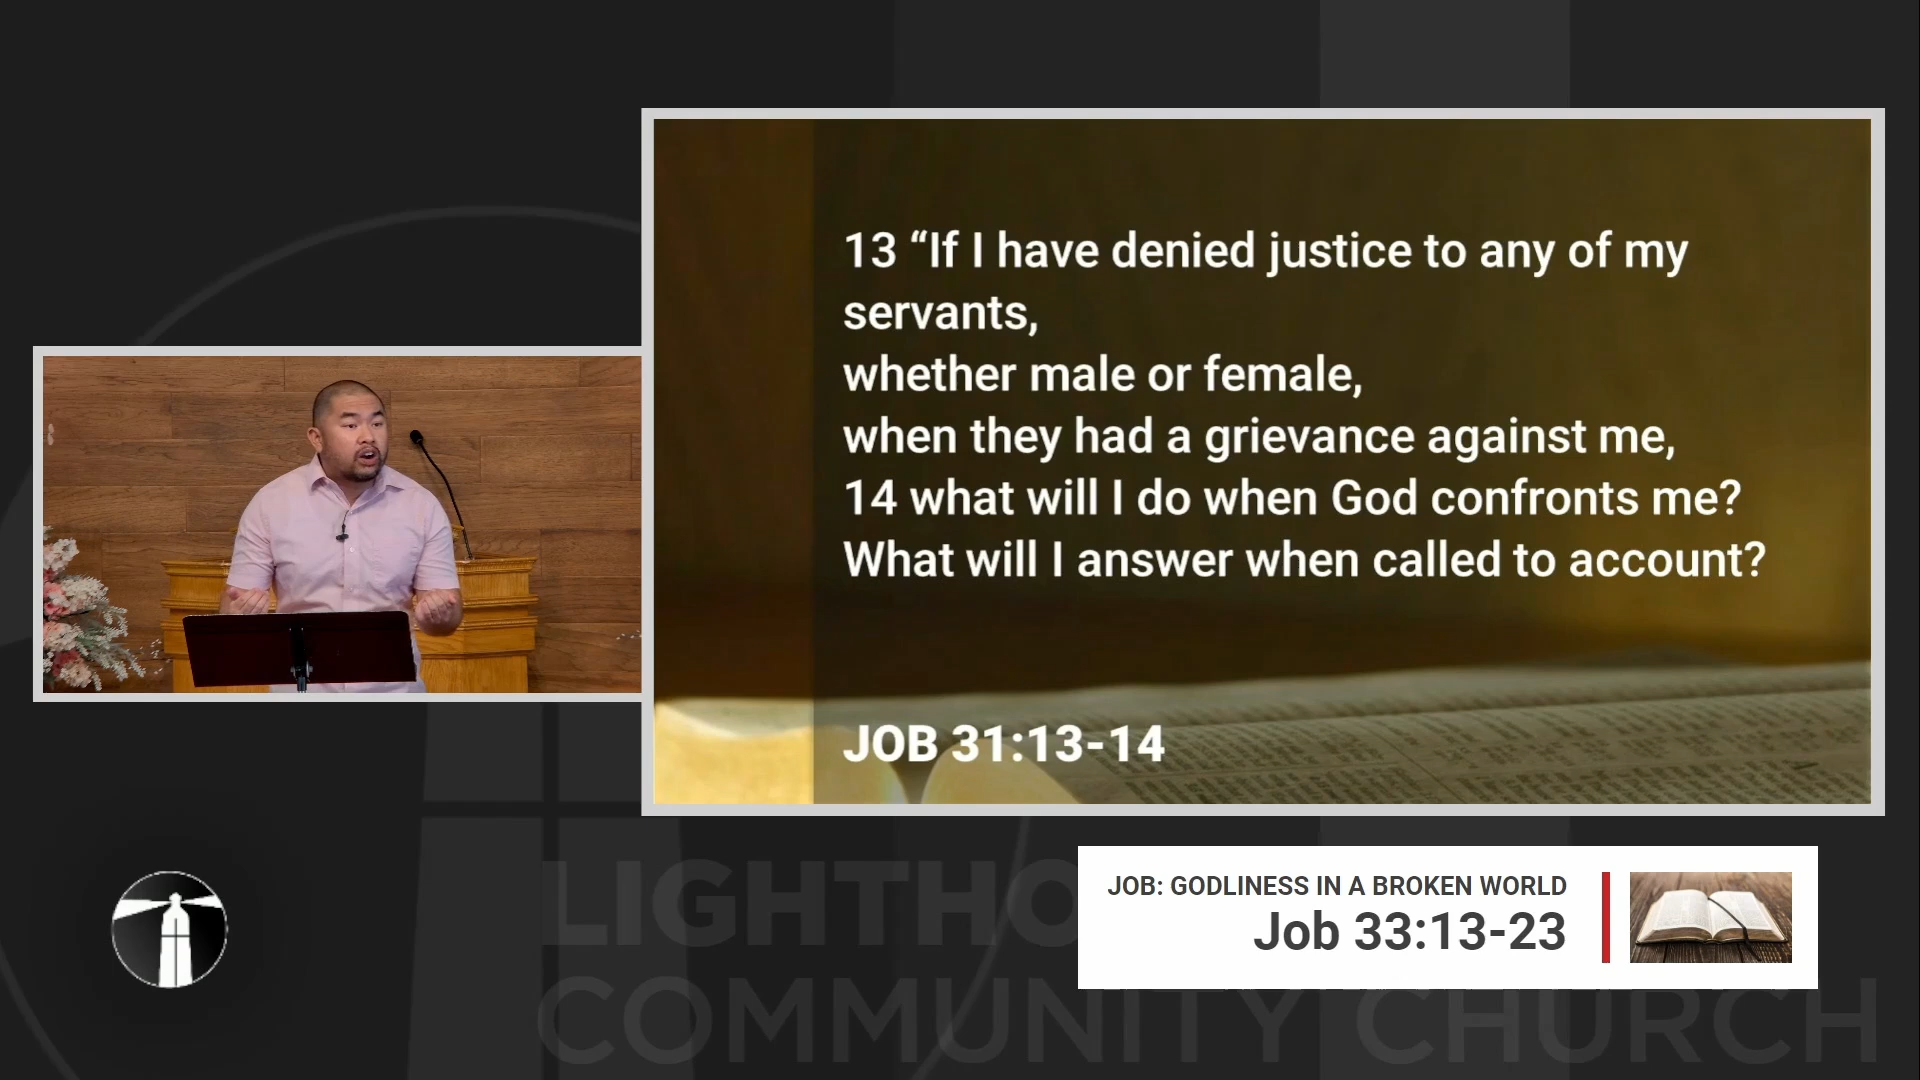 13 “If I have denied justice to any of my
servants,
whether male or female,
when they had a grievance against me,
14 what will I do when God confronts me?
What will I answer when called to account?
JOB 31:13-14
JOB: GODLINESS IN A BROKEN WORLD
Job 33:13-23
LIGHTHO
COMMUNITY CHURCH